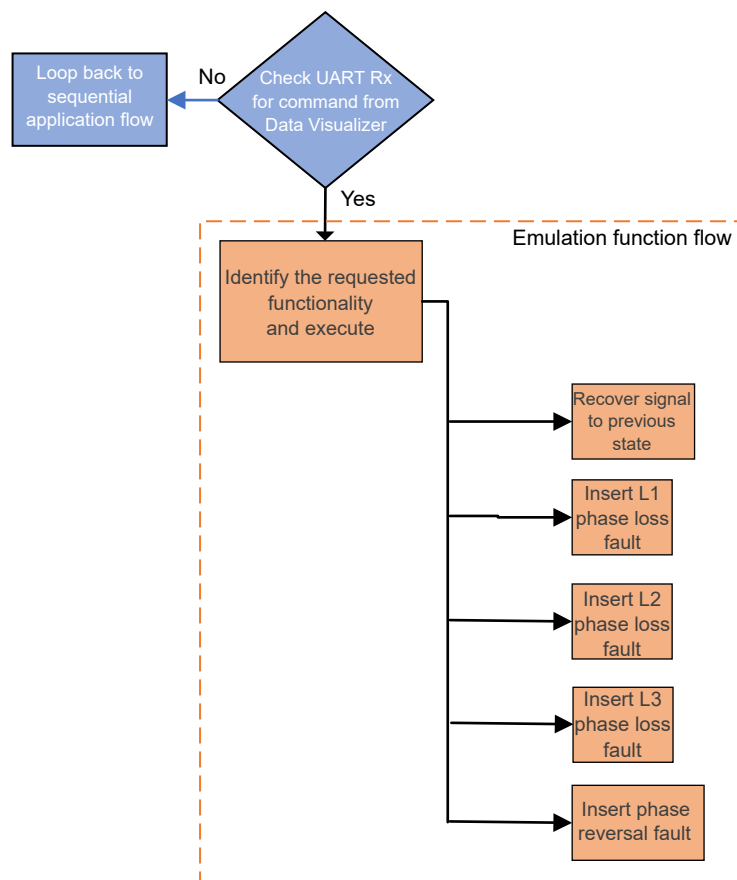 Loop back to
sequential
application flow
No
Check UART Rx
for command from
Data Visualizer
Yes
Emulation function flow
Identify the requested
functionality
and execute
Recover signal
to previous
state
Insert L1
phase loss
fault
Insert L2
phase loss
fault
Insert L3
phase loss
fault
Insert phase
reversal fault